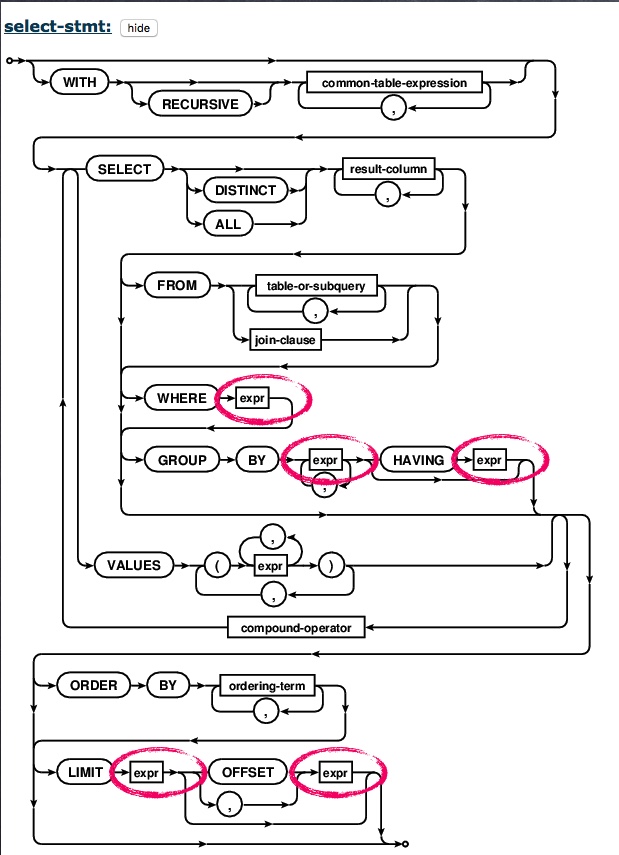 select-stmt: hide
WITH RECURSIVE common-table-expression ,
SELECT DISTINCT ALL result-column ,
FROM table-or-subquery , join-clause
WHERE expr
GROUP BY expr , HAVING expr
VALUES ( expr , ) ,
compound-operator
ORDER BY ordering-term ,
LIMIT expr OFFSET , expr